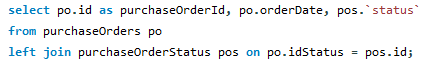 select po.id as purchaseOrderId, po.orderDate, pos.`status`
from purchaseOrders po
left join purchaseOrderStatus pos on po.idStatus = pos.id;